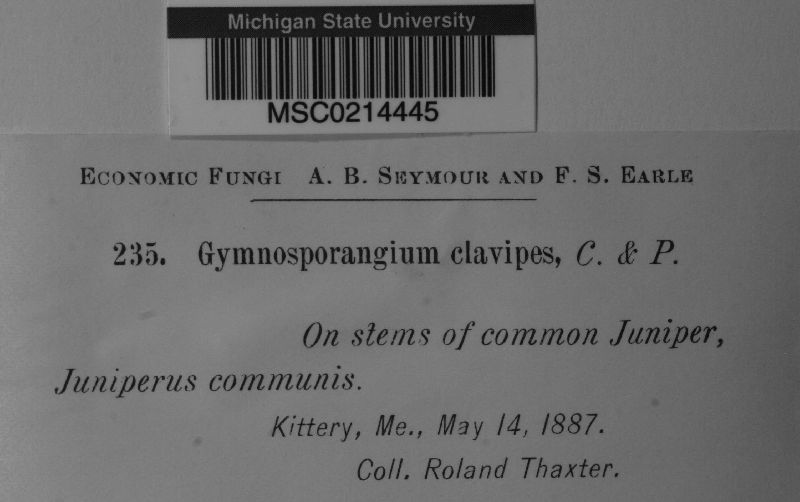 Michigan State University
MSC0214445
Economic Fungi A. B. Seymour and F. S. Earle
235. Gymnosporangium clavipes, C. & P.
On stems of common Juniper,
Juniperus communis.
Kittery, Me., May 14, 1887.
Coll. Roland Thaxter.